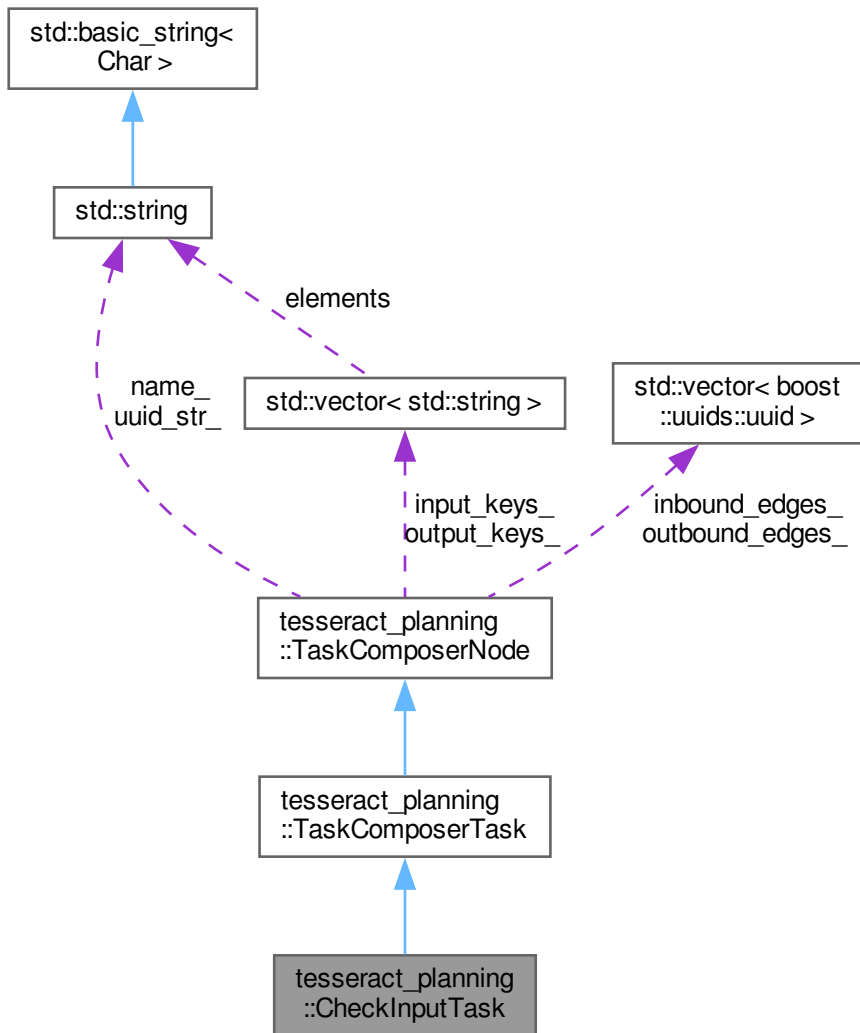 std::basic_string<
Char >
std::string
elements
name_
uuid_str_
std::vector< std::string >
std::vector< boost
::uuids::uuid >
input_keys_
output_keys_
inbound_edges_
outbound_edges_
tesseract_planning
::TaskComposerNode
tesseract_planning
::TaskComposerTask
tesseract_planning
::CheckInputTask